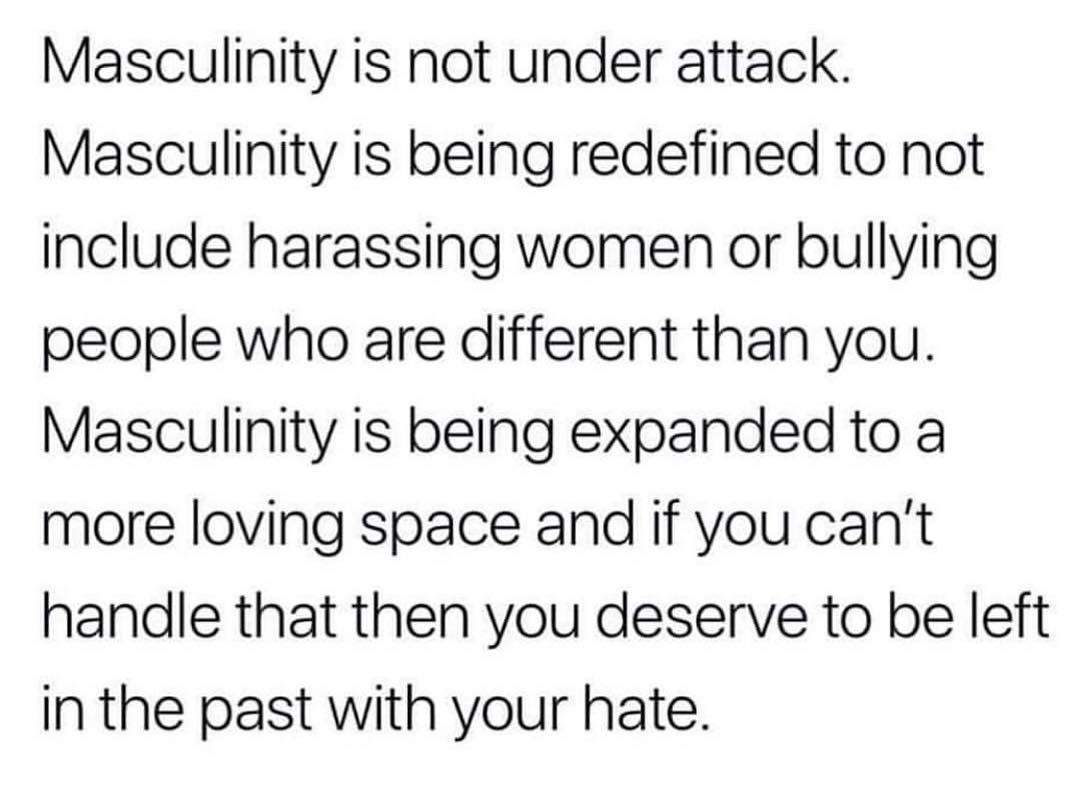 Masculinity is not under attack.
Masculinity is being redefined to not
include harassing women or bullying
people who are different than you.
Masculinity is being expanded to a
more loving space and if you can't
handle that then you deserve to be left
in the past with your hate.